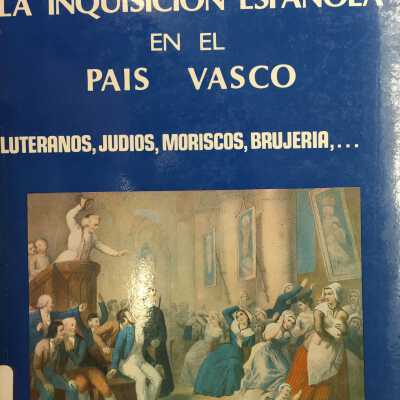 LA INQUISICION ESPAÑOLA
EN EL
PAIS VASCO
LUTERANOS, JUDIOS, MORISCOS, BRUJERIA,...